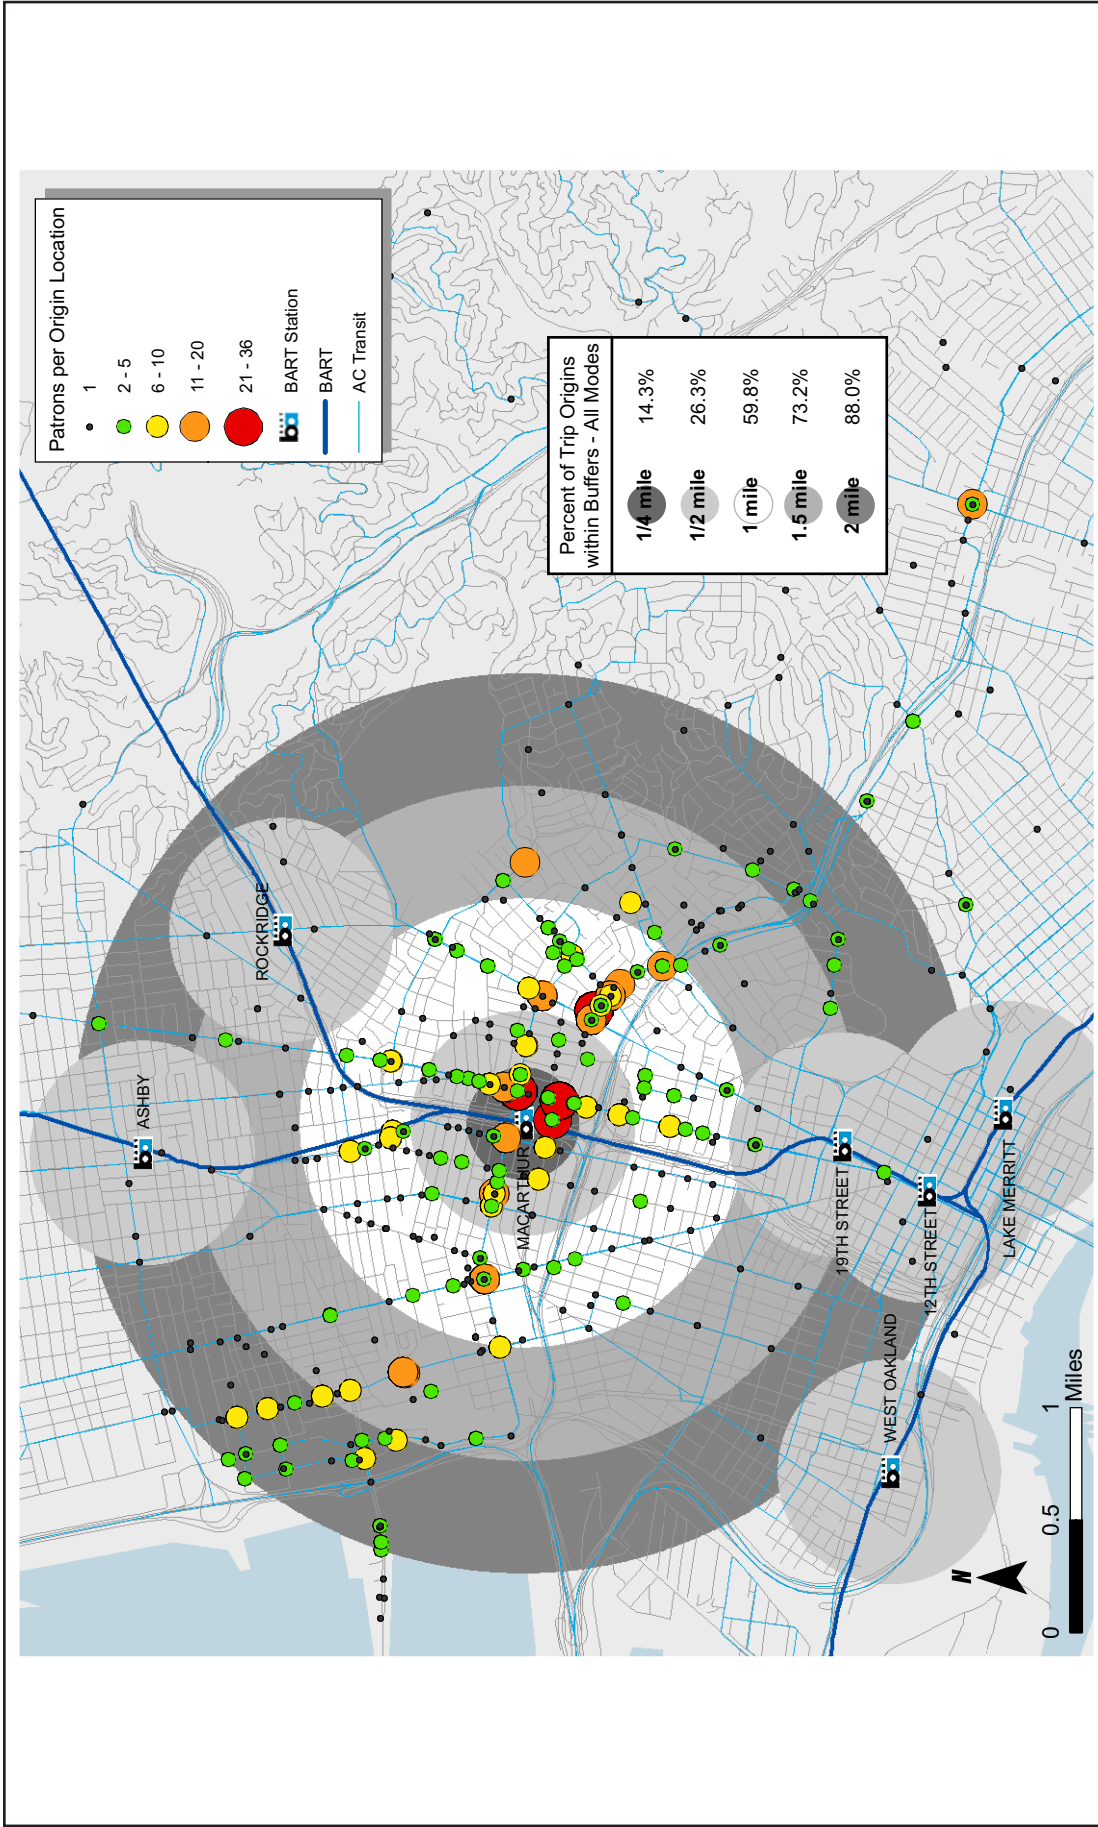 Patrons per Origin Location
1
2 - 5
6 - 10
11 - 20
21 - 36
BART Station
BART
AC Transit
Percent of Trip Origins
within Buffers - All Modes
1/4 mile 14.3%
1/2 mile 26.3%
1 mile 59.8%
1.5 mile 73.2%
2 mile 88.0%
ROCKRIDGE
ASHBY
MACARTHUR
19TH STREET
12TH STREET
LAKE MERRITT
WEST OAKLAND
N
0 0.5 1
Miles